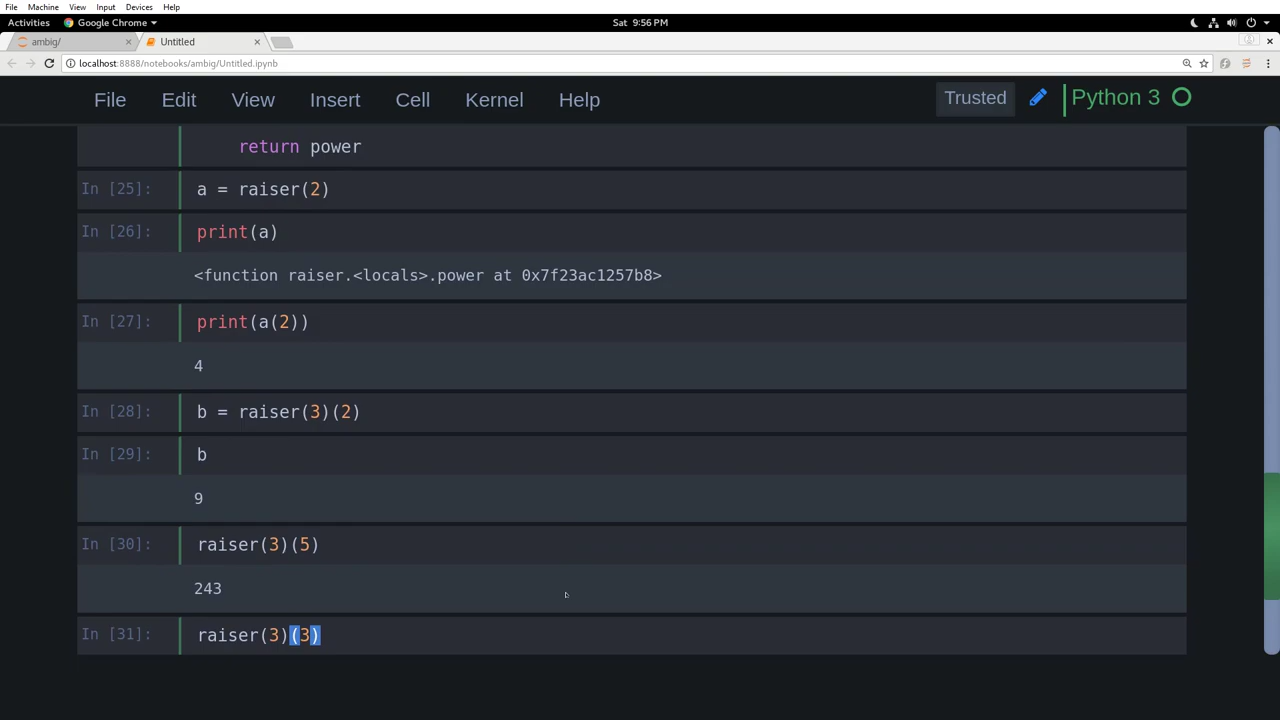 File Machine View Input Devices Help
Activities Google Chrome Sat 9:56 PM
ambig/ Untitled
localhost:8888/notebooks/ambig/Untitled.ipynb
File Edit View Insert Cell Kernel Help Trusted Python 3
return power
In [25]: a = raiser(2)
In [26]: print(a)
<function raiser.<locals>.power at 0x7f23ac1257b8>
In [27]: print(a(2))
4
In [28]: b = raiser(3)(2)
In [29]: b
9
In [30]: raiser(3)(5)
243
In [31]: raiser(3)(3)